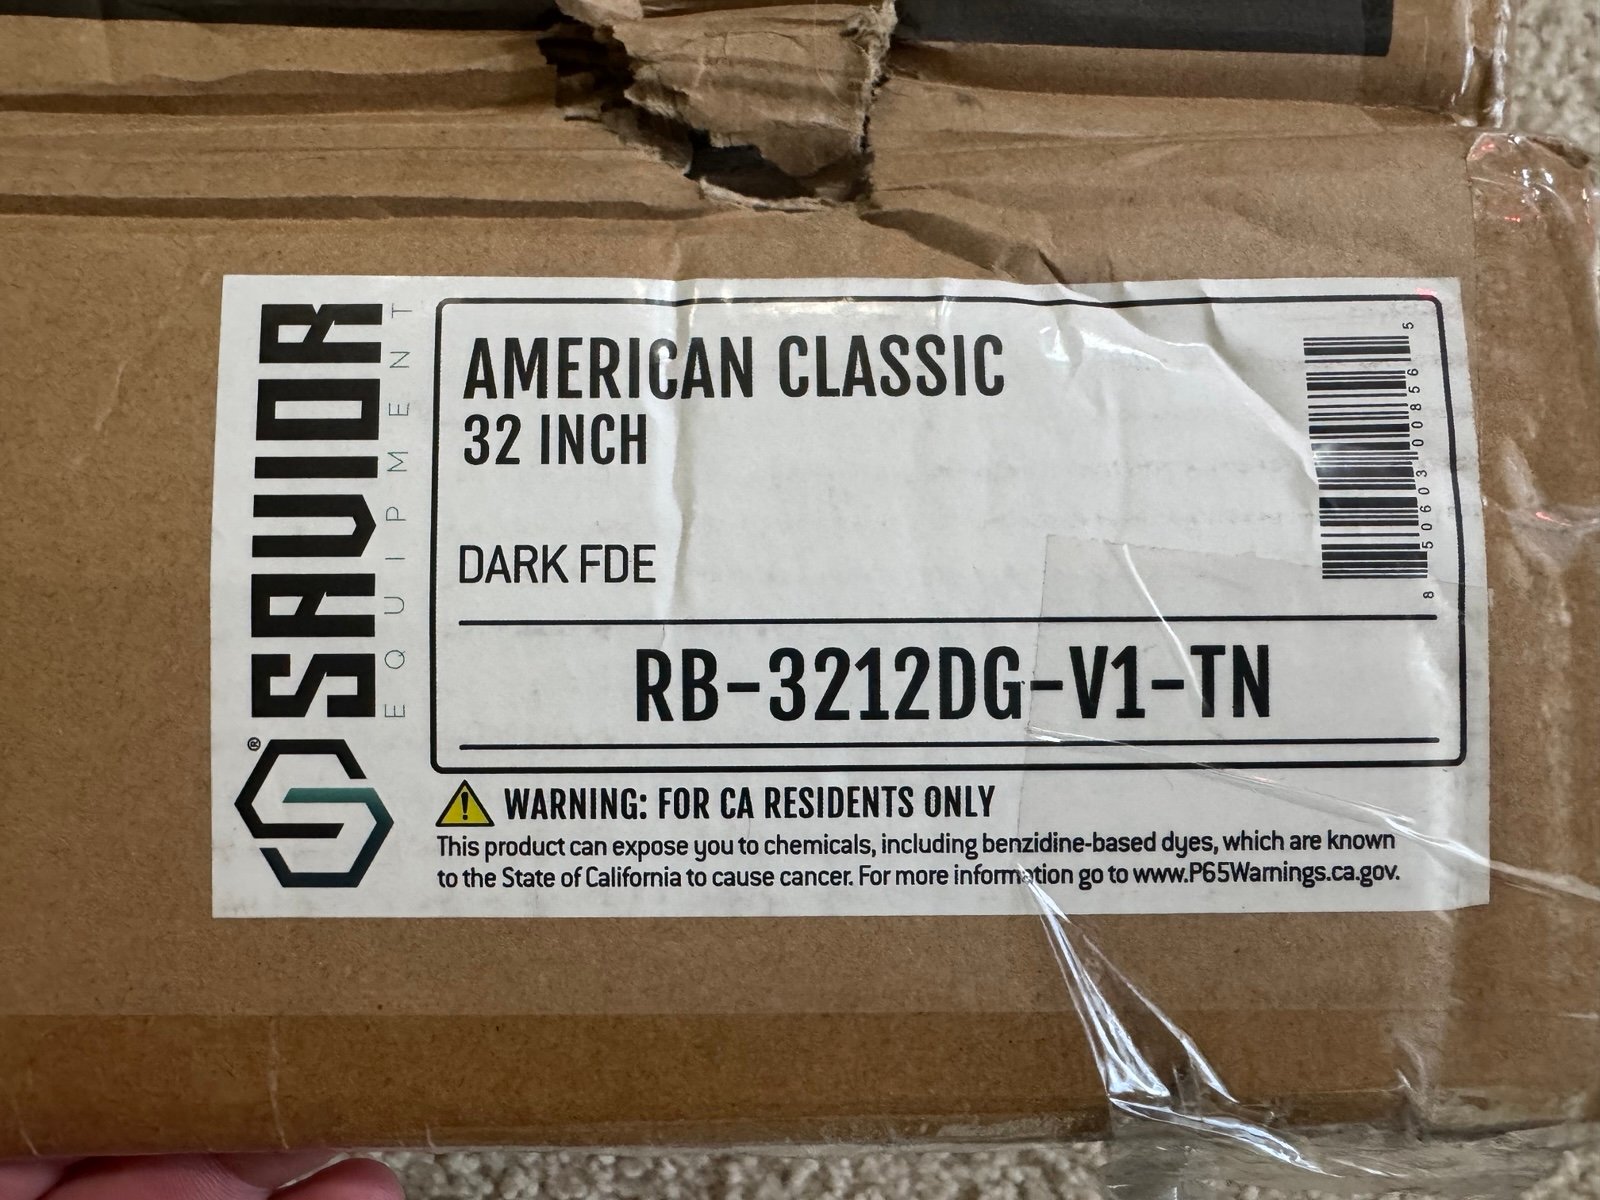 SAVIOR®
EQUIPMENT
AMERICAN CLASSIC
32 INCH
DARK FDE
8 50603 00856 5
RB-3212DG-V1-TN
WARNING: FOR CA RESIDENTS ONLY
This product can expose you to chemicals, including benzidine-based dyes, which are known
to the State of California to cause cancer. For more information go to www.P65Warnings.ca.gov.